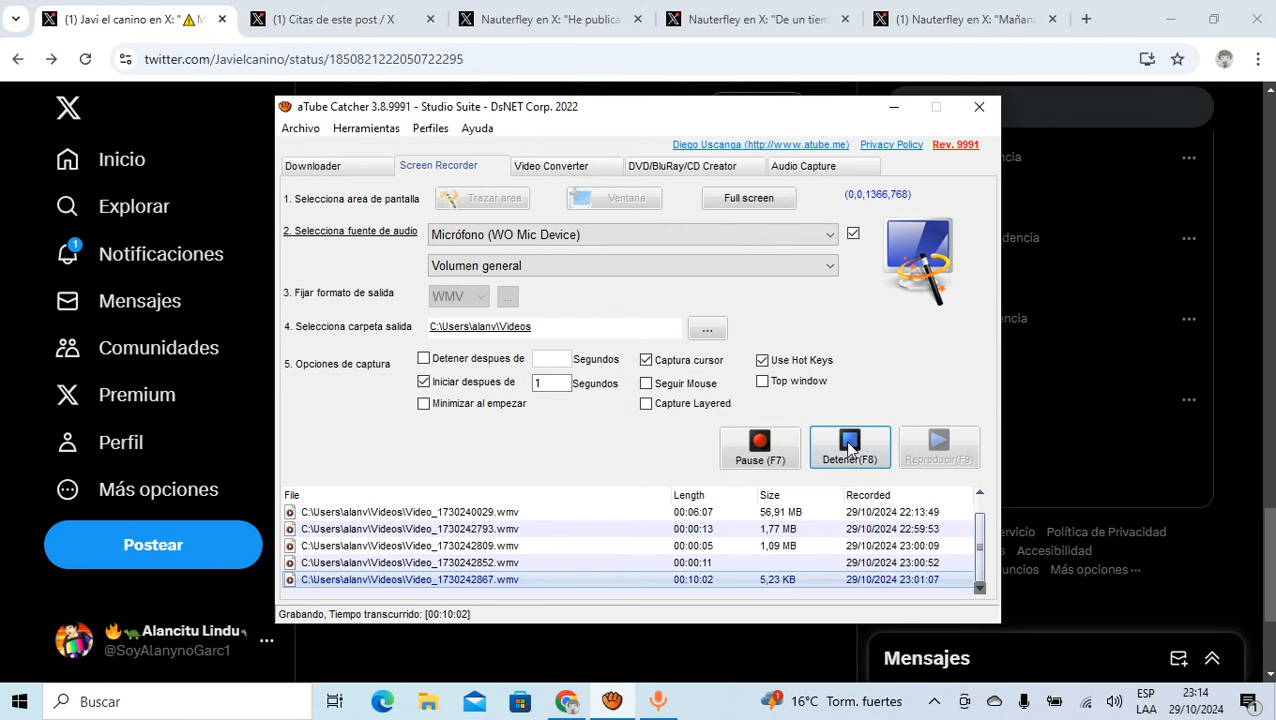 Javi el canino en X: "⚠️M
(1) Citas de este post / X
Nauterfley en X: "He publica
Nauterfley en X: "De un tien
(1) Nauterfley en X: "Mañana
twitter.com/Javielcanino/status/1850821222050722295
Inicio
Explorar
1
Notificaciones
Mensajes
Comunidades
Premium
Perfil
Más opciones
Postear
🔥🐢Alancitu Lindu
@SoyAlanynoGarc1
aTube Catcher 3.8.9991 - Studio Suite - DsNET Corp. 2022
Archivo Herramientas Perfiles Ayuda
Diego Uscanga (http://www.atube.me) Privacy Policy Rev. 9991
Downloader Screen Recorder Video Converter DVD/BluRay/CD Creator Audio Capture
1. Selecciona area de pantalla Trazar area Ventana Full screen (0,0,1366,768)
2. Selecciona fuente de audio Micrófono (WO Mic Device)
Volumen general
3. Fijar formato de salida WMV ...
4. Selecciona carpeta salida C:\Users\alanv\Videos ...
5. Opciones de captura Detener despues de Segundos Captura cursor Use Hot Keys
Iniciar despues de 1 Segundos Seguir Mouse Top window
Minimizar al empezar Capture Layered
Pause (F7) Detener(F8) Reproducir(F9)
File Length Size Recorded
C:\Users\alanv\Videos\Video_1730240029.wmv 00:06:07 56,91 MB 29/10/2024 22:13:49
C:\Users\alanv\Videos\Video_1730242793.wmv 00:00:13 1,77 MB 29/10/2024 22:59:53
C:\Users\alanv\Videos\Video_1730242809.wmv 00:00:05 1,09 MB 29/10/2024 23:00:09
C:\Users\alanv\Videos\Video_1730242852.wmv 00:00:11 29/10/2024 23:00:52
C:\Users\alanv\Videos\Video_1730242867.wmv 00:10:02 5,23 KB 29/10/2024 23:01:07
Grabando, Tiempo transcurrido: [00:10:02]
ncia
dencia
encia
ervicio Política de Privacidad
Accesibilidad
nuncios Más opciones
Mensajes
Buscar
16°C Torm. fuertes
ESP
LAA
23:14
29/10/2024
1